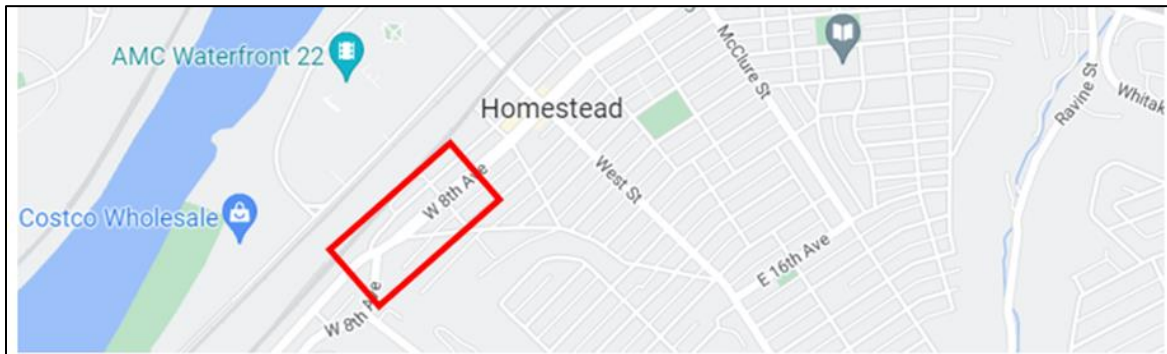 AMC Waterfront 22
McClure St
Homestead
Ravine St
Whitak
West St
W 8th Ave
Costco Wholesale
E 16th Ave
W 8th Ave